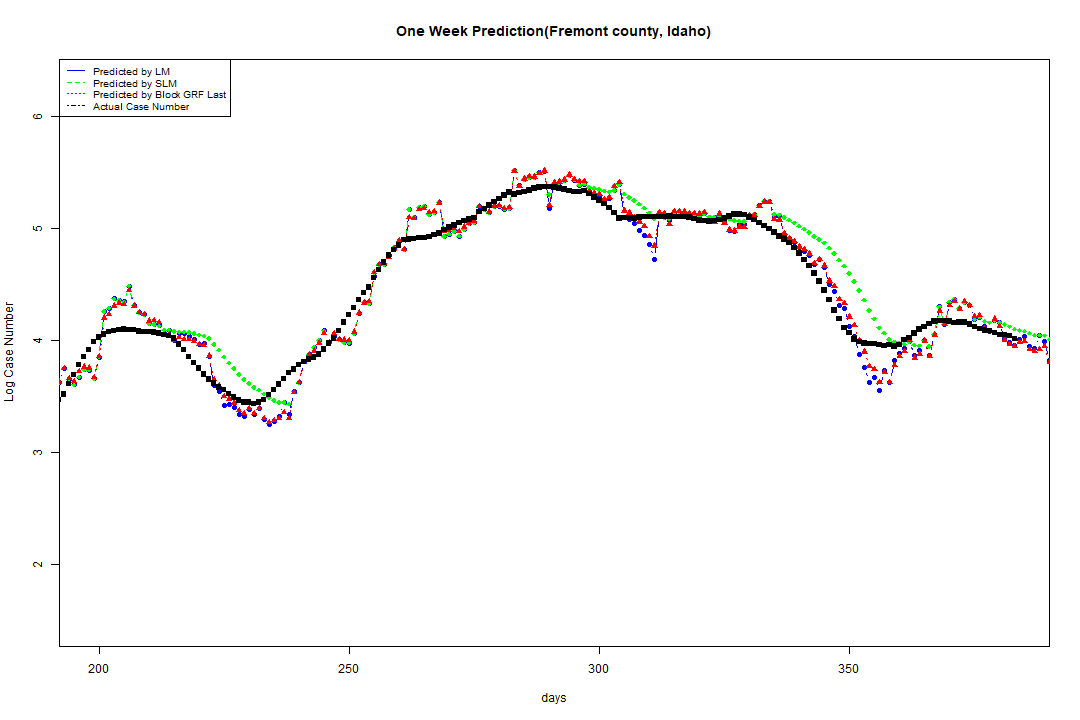 One Week Prediction(Fremont county, Idaho)
Predicted by LM
Predicted by SLM
Predicted by Block GRF Last
Actual Case Number
6
5
4
3
2
Log Case Number
200 250 300 350
days